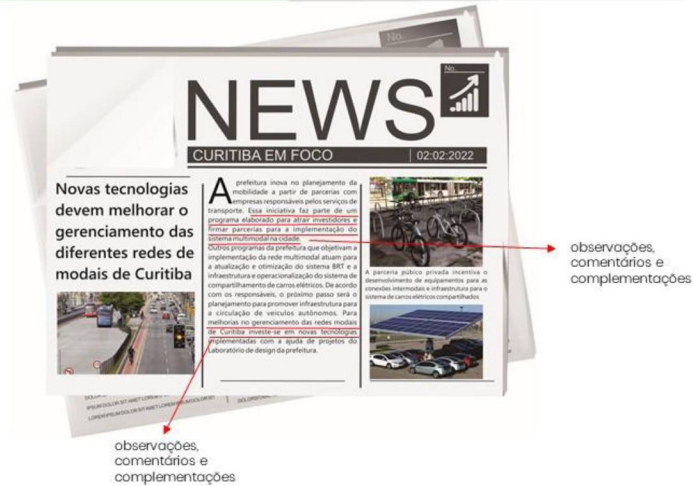 No.
NEWS
CURITIBA EM FOCO
02:02:2022
Novas tecnologias
devem melhorar o
gerenciamento das
diferentes redes de
modais de Curitiba
A prefeitura inova no planejamento da
mobilidade a partir de parcerias com
empresas responsáveis pelos serviços de
transporte. Essa iniciativa faz parte de um
programa elaborado para atrair investidores e
firmar parcerias para a implementação do
sistema multimodal na cidade.
Outros programas da prefeitura que objetivam a
implementação da rede multimodal atuam para
a atualização e otimização do sistema BRT e a
infraestrutura e operacionalização do sistema de
compartilhamento de carros elétricos. De acordo
com os responsáveis, o próximo passo será o
planejamento para promover infraestrutura para
a circulação de veículos autônomos. Para
melhorias no gerenciamento das redes modais
de Curitiba investe-se em novas tecnologias
implementadas com a ajuda de projetos do
Laboratório de design da prefeitura.
A parceria púbico privada incentiva o
desenvolvimento de equipamentos para as
conexões intermodais e infraestrutura para o
sistema de carros elétricos compartilhados
observações,
comentários e
complementações
observações,
comentários e
complementações